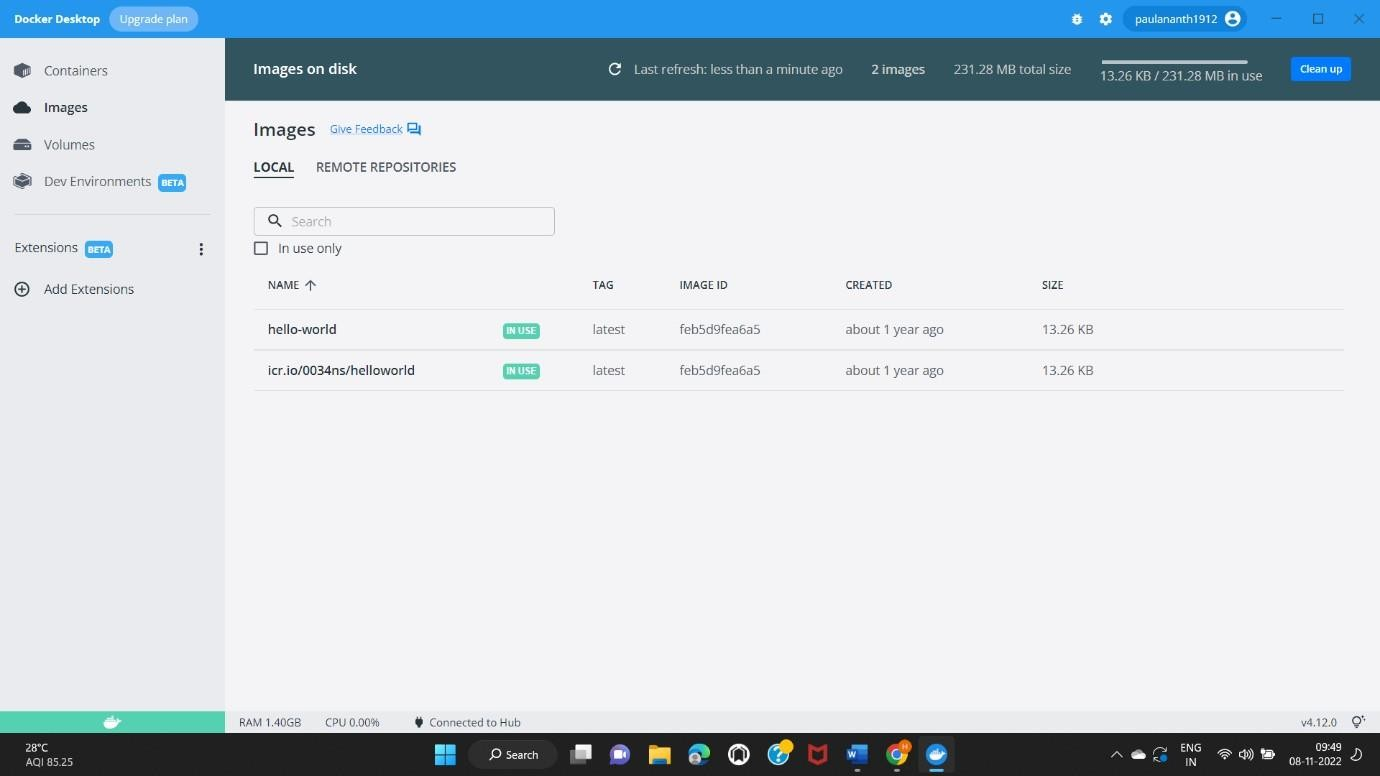 Docker Desktop Upgrade plan paulananth1912
Containers
Images
Volumes
Dev Environments BETA
Extensions BETA
Add Extensions
Images on disk Last refresh: less than a minute ago 2 images 231.28 MB total size 13.26 KB / 231.28 MB in use Clean up
Images Give Feedback
LOCAL REMOTE REPOSITORIES
Search
In use only
NAME TAG IMAGE ID CREATED SIZE
hello-world IN USE latest feb5d9fea6a5 about 1 year ago 13.26 KB
icr.io/0034ns/helloworld IN USE latest feb5d9fea6a5 about 1 year ago 13.26 KB
RAM 1.40GB CPU 0.00% Connected to Hub v4.12.0
28°C
AQI 85.25
Search
H
ENG
IN
09:49
08-11-2022